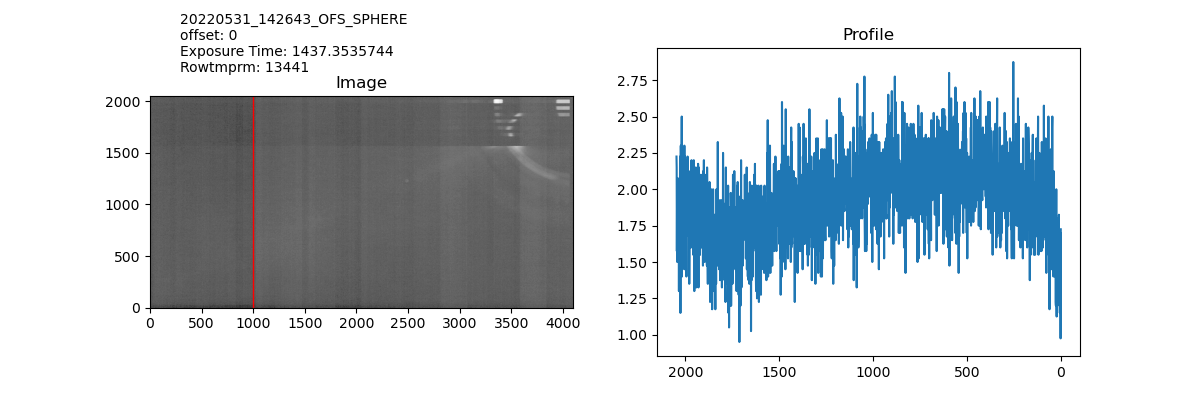 20220531_142643_OFS_SPHERE
offset: 0
Exposure Time: 1437.3535744
Rowtmprm: 13441
Image
2000
1500
1000
500
0
0 500 1000 1500 2000 2500 3000 3500 4000
Profile
2.75
2.50
2.25
2.00
1.75
1.50
1.25
1.00
2000 1500 1000 500 0